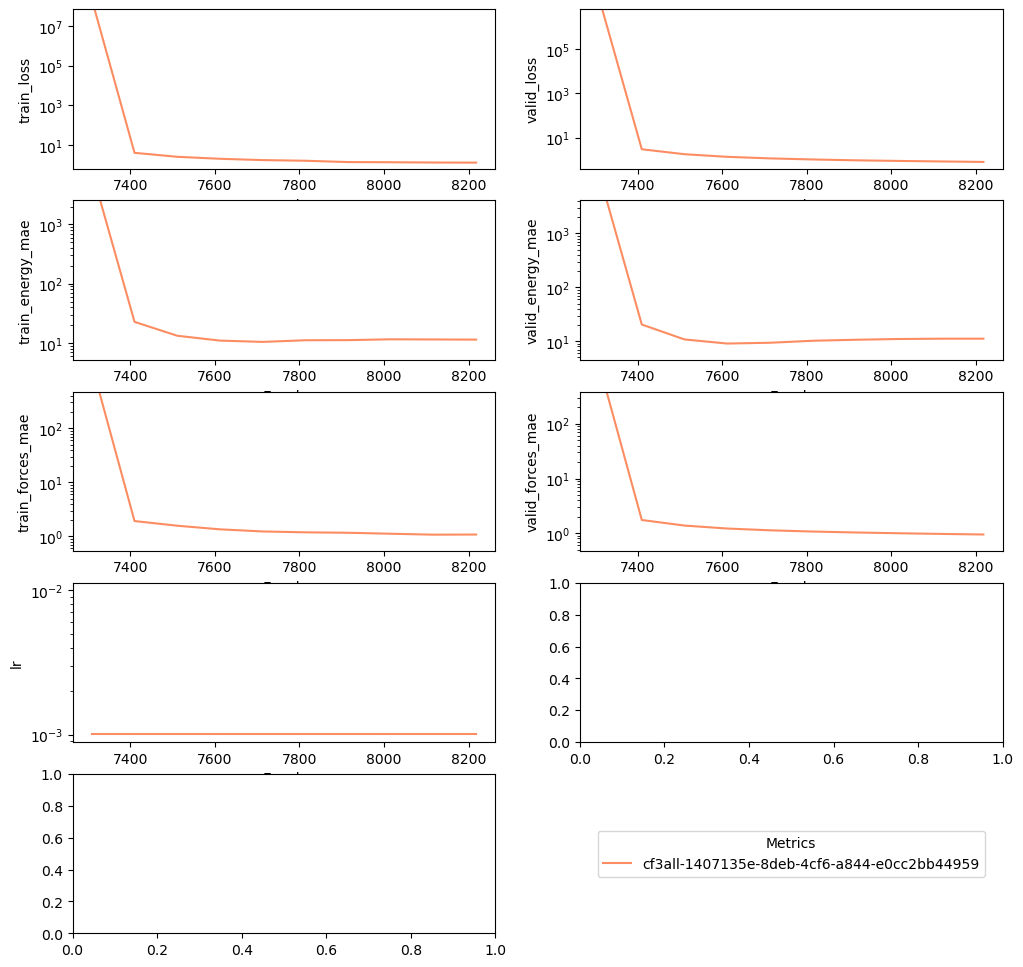 train_loss
10^7
10^5
10^3
10^1
7400 7600 7800 8000 8200
valid_loss
10^5
10^3
10^1
7400 7600 7800 8000 8200
train_energy_mae
10^3
10^2
10^1
7400 7600 7800 8000 8200
valid_energy_mae
10^3
10^2
10^1
7400 7600 7800 8000 8200
train_forces_mae
10^2
10^1
10^0
7400 7600 7800 8000 8200
valid_forces_mae
10^2
10^1
10^0
7400 7600 7800 8000 8200
lr
10^-2
10^-3
7400 7600 7800 8000 8200
1.0
0.8
0.6
0.4
0.2
0.0
0.0 0.2 0.4 0.6 0.8 1.0
1.0
0.8
0.6
0.4
0.2
0.0
0.0 0.2 0.4 0.6 0.8 1.0
Metrics
cf3all-1407135e-8deb-4cf6-a844-e0cc2bb44959